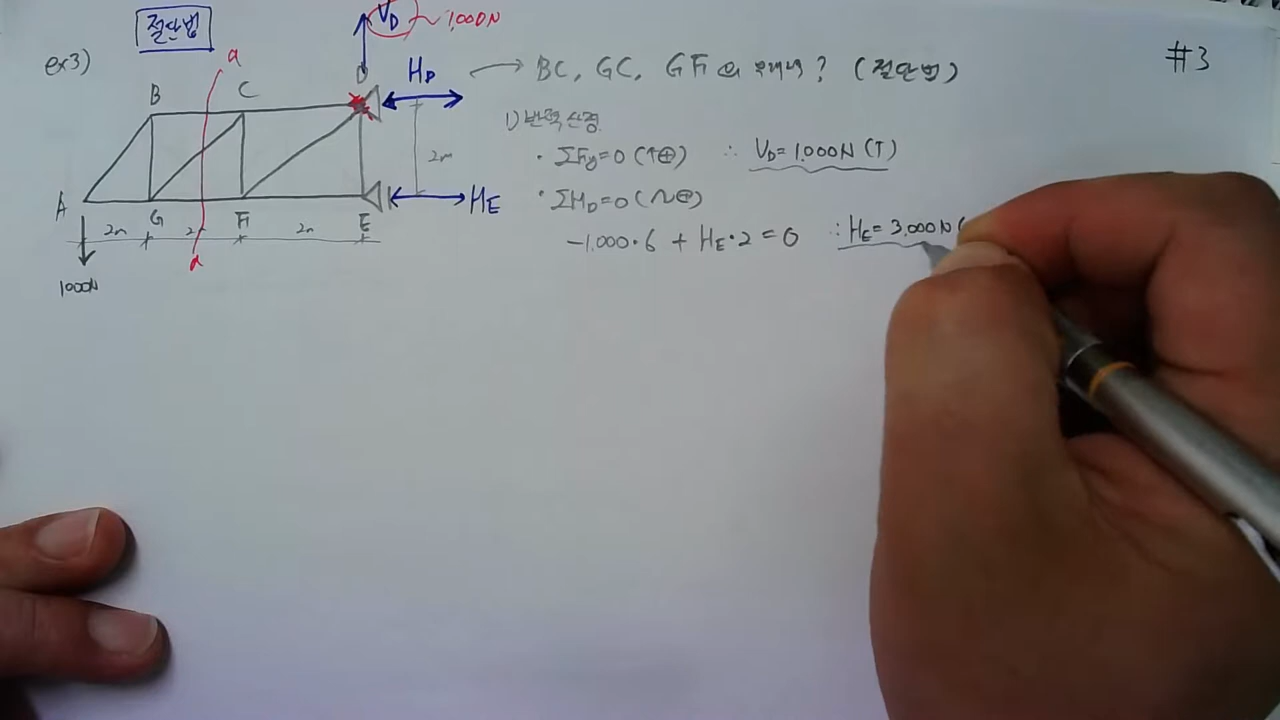 절단법
ex3)
#3
V_D ~ 1,000N
a
B
C
D
H_D
→ BC, GC, GF의 부재력? (절단법)
1) 반력산정
2m
· ΣFy=0 (↑⊕) ∴ V_D=1.000N (↑)
· ΣM_D=0 (↷⊕)
-1.000·6 + H_E·2 = 0 ∴ H_E= 3.000N (
A
G
F
E
H_E
2m
2m
a
1000N